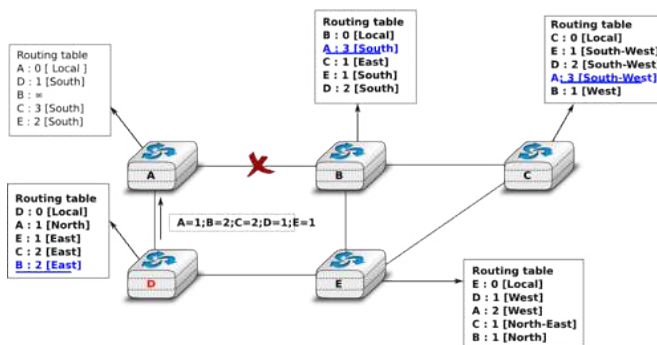 Routing table
A : 0 [ Local ]
D : 1 [South]
B : ∞
C : 3 [South]
E : 2 [South]
Routing table
B : 0 [Local]
A : 3 [South]
C : 1 [East]
E : 1 [South]
D : 2 [South]
Routing table
C : 0 [Local]
E : 1 [South-West]
D : 2 [South-West]
A: 3 [South-West]
B : 1 [West]
A
B
C
Routing table
D : 0 [Local]
A : 1 [North]
E : 1 [East]
C : 2 [East]
B : 2 [East]
A=1;B=2;C=2;D=1;E=1
D
E
Routing table
E : 0 [Local]
D : 1 [West]
A : 2 [West]
C : 1 [North-East]
B : 1 [North]